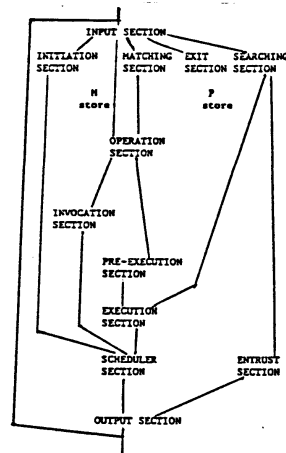 INPUT SECTION
INITIATION MATCHING EXIT SEARCHING
SECTION SECTION SECTION SECTION
M P
store store
OPERATION
SECTION
INVOCATION
SECTION
PRE-EXECUTION
SECTION
EXECUTION
SECTION
SCHEDULER ENTRUST
SECTION SECTION
OUTPUT SECTION